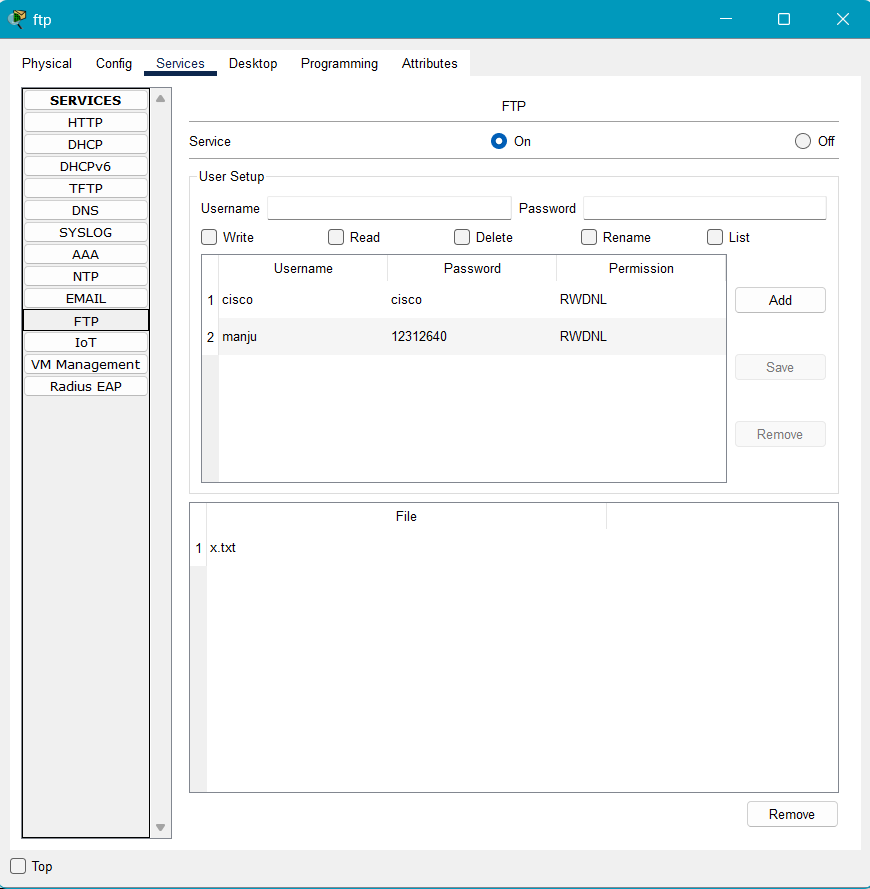 ftp
Physical Config Services Desktop Programming Attributes
SERVICES
HTTP
DHCP
DHCPv6
TFTP
DNS
SYSLOG
AAA
NTP
EMAIL
FTP
IoT
VM Management
Radius EAP
FTP
Service On Off
User Setup
Username Password
Write Read Delete Rename List
Username Password Permission
1 cisco cisco RWDNL
2 manju 12312640 RWDNL
Add
Save
Remove
File
1 x.txt
Remove
Top